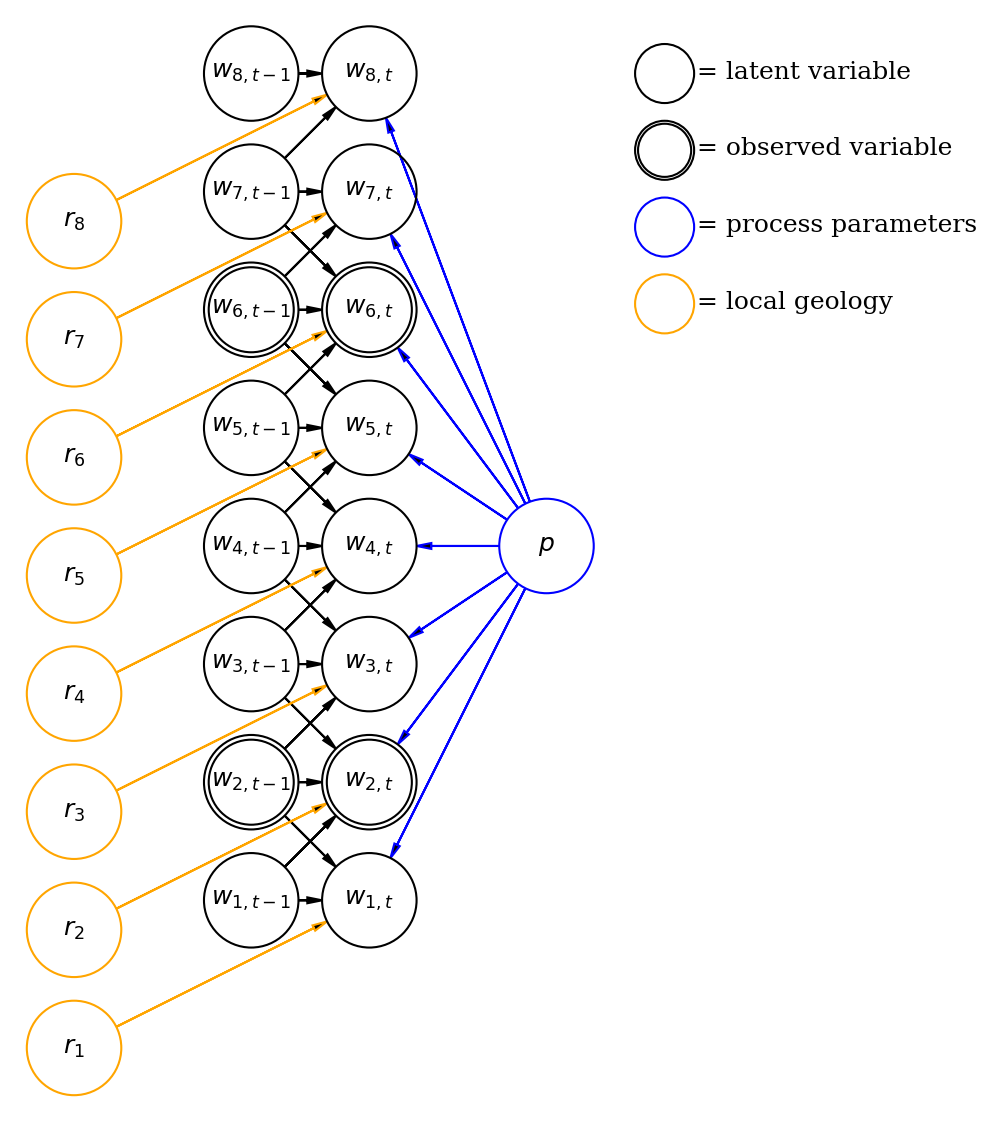 w_{8,t-1} w_{8,t} = latent variable
= observed variable
w_{7,t-1} w_{7,t}
r_8 = process parameters
w_{6,t-1} w_{6,t} = local geology
r_7
w_{5,t-1} w_{5,t}
r_6
w_{4,t-1} w_{4,t} p
r_5
w_{3,t-1} w_{3,t}
r_4
w_{2,t-1} w_{2,t}
r_3
w_{1,t-1} w_{1,t}
r_2
r_1